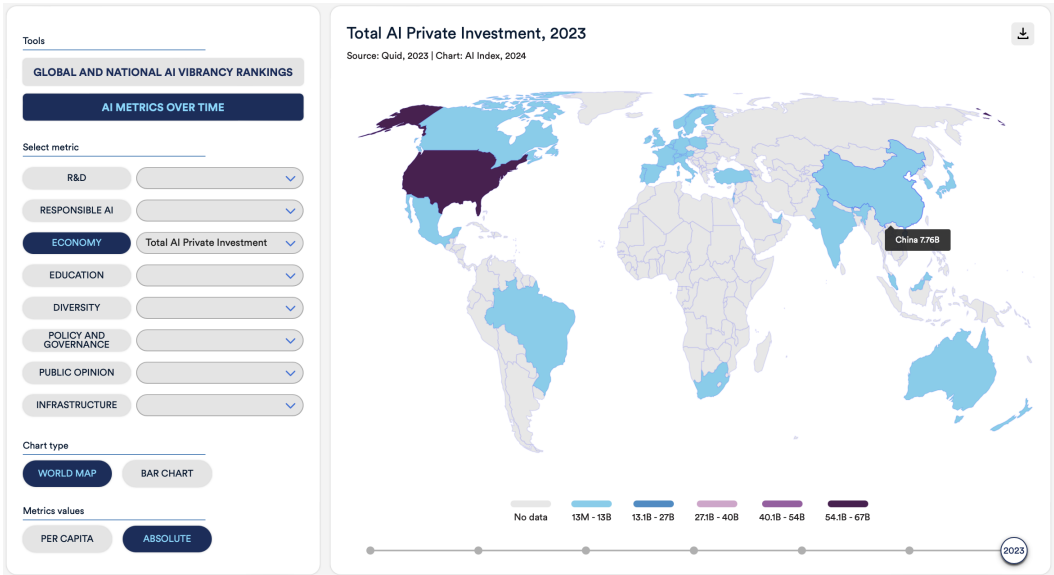 Tools
GLOBAL AND NATIONAL AI VIBRANCY RANKINGS
AI METRICS OVER TIME
Select metric
R&D
RESPONSIBLE AI
ECONOMY
Total AI Private Investment
EDUCATION
DIVERSITY
POLICY AND
GOVERNANCE
PUBLIC OPINION
INFRASTRUCTURE
Chart type
WORLD MAP
BAR CHART
Metrics values
PER CAPITA
ABSOLUTE
Total AI Private Investment, 2023
Source: Quid, 2023 | Chart: AI Index, 2024
China 7.76B
No data
13M - 13B
13.1B - 27B
27.1B - 40B
40.1B - 54B
54.1B - 67B
2023